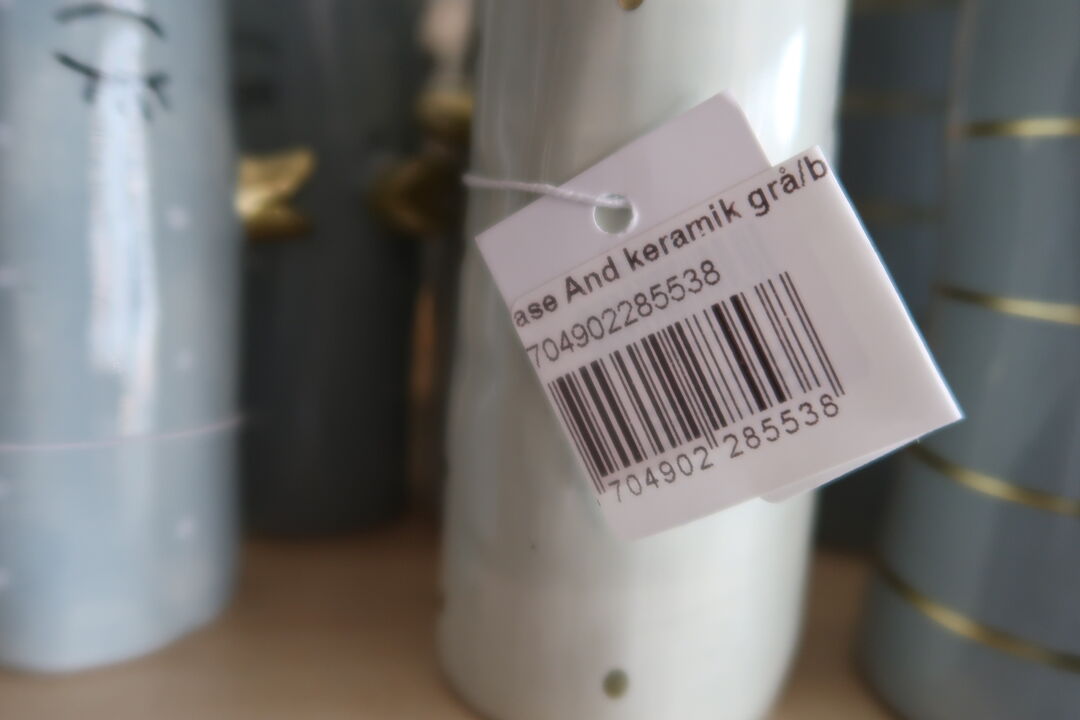 ase And keramik grå/b
704902285538
704902 285538